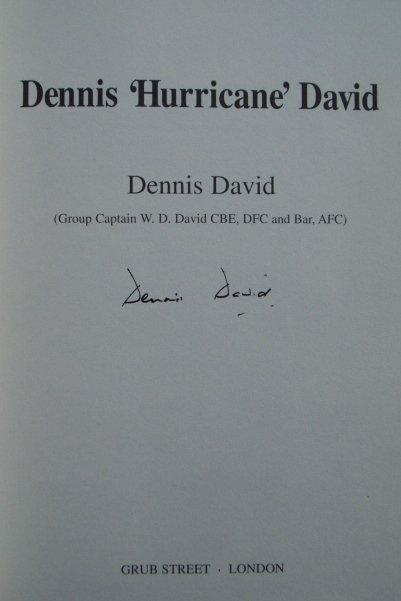 Dennis ‘Hurricane’ David
Dennis David
(Group Captain W. D. David CBE, DFC and Bar, AFC)
Dennis David
GRUB STREET · LONDON